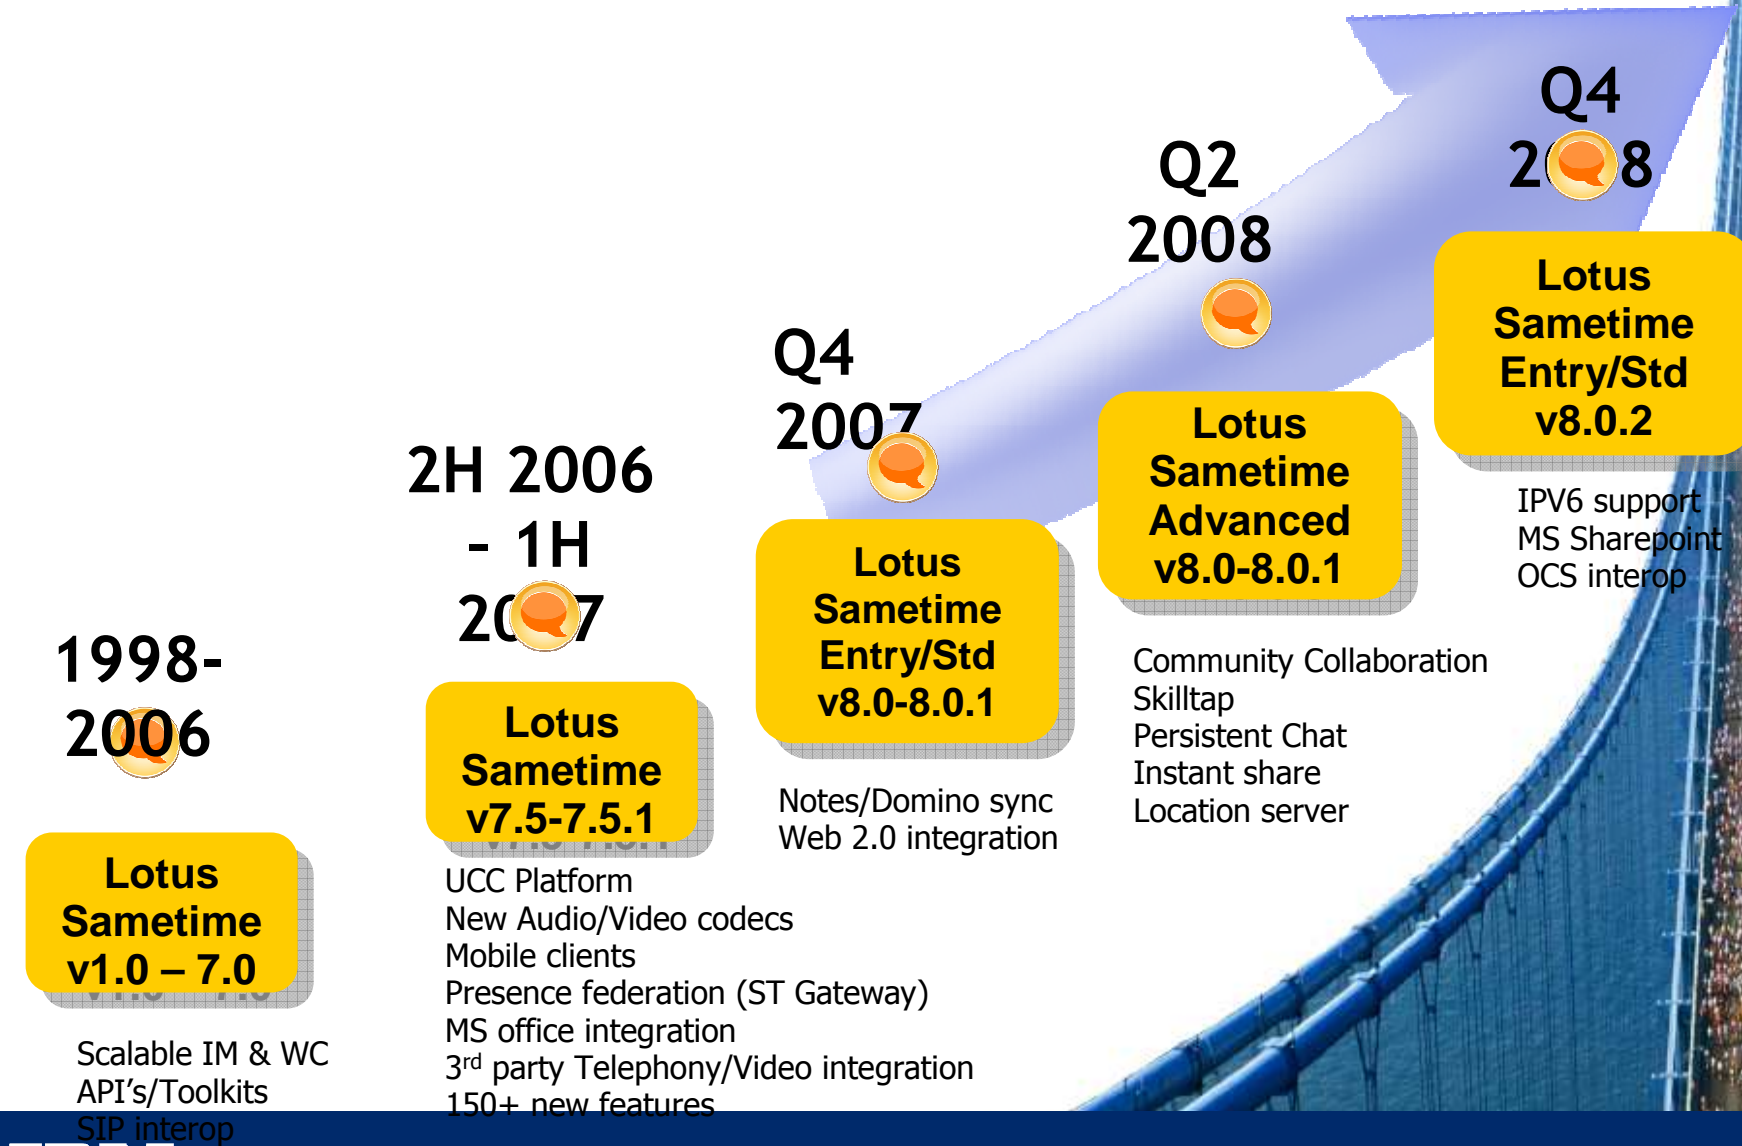 1998-
2006
Lotus
Sametime
v1.0 – 7.0
Scalable IM & WC
API's/Toolkits
SIP interop
2H 2006
- 1H
2007
Lotus
Sametime
v7.5-7.5.1
UCC Platform
New Audio/Video codecs
Mobile clients
Presence federation (ST Gateway)
MS office integration
3rd party Telephony/Video integration
150+ new features
Q4
2007
Lotus
Sametime
Entry/Std
v8.0-8.0.1
Notes/Domino sync
Web 2.0 integration
Q2
2008
Lotus
Sametime
Advanced
v8.0-8.0.1
Community Collaboration
Skilltap
Persistent Chat
Instant share
Location server
Q4
2008
Lotus
Sametime
Entry/Std
v8.0.2
IPV6 support
MS Sharepoint
OCS interop